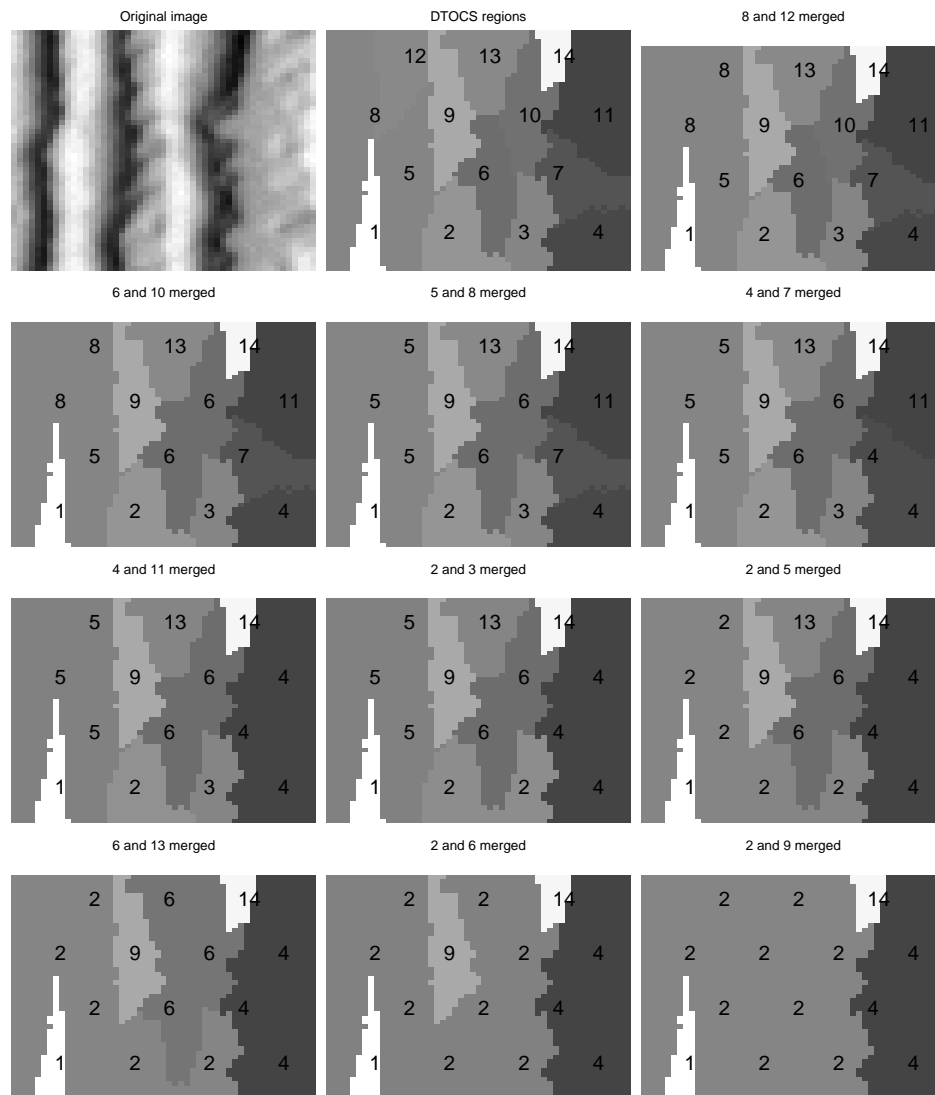 Original image
DTOCS regions
8 and 12 merged
12 13 14
8 9 10 11
5 6 7
1 2 3 4
8 13 14
8 9 10 11
5 6 7
1 2 3 4
6 and 10 merged
5 and 8 merged
4 and 7 merged
8 13 14
8 9 6 11
5 6 7
1 2 3 4
5 13 14
5 9 6 11
5 6 7
1 2 3 4
5 13 14
5 9 6 11
5 6 4
1 2 3 4
4 and 11 merged
2 and 3 merged
2 and 5 merged
5 13 14
5 9 6 4
5 6 4
1 2 3 4
5 13 14
5 9 6 4
5 6 4
1 2 2 4
2 13 14
2 9 6 4
2 6 4
1 2 2 4
6 and 13 merged
2 and 6 merged
2 and 9 merged
2 6 14
2 9 6 4
2 6 4
1 2 2 4
2 2 14
2 9 2 4
2 2 4
1 2 2 4
2 2 14
2 2 2 4
2 2 4
1 2 2 4